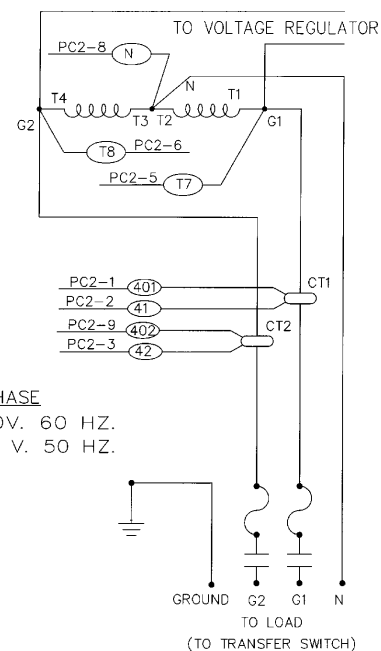 TO VOLTAGE REGULATOR
PC2-8 N
N
T4 T3 T2 T1
G2 G1
T8 PC2-6
PC2-5 T7
PC2-1 401 CT1
PC2-2 41
PC2-9 402 CT2
PC2-3 42
HASE
0V. 60 HZ.
V. 50 HZ.
GROUND G2 G1 N
TO LOAD
(TO TRANSFER SWITCH)